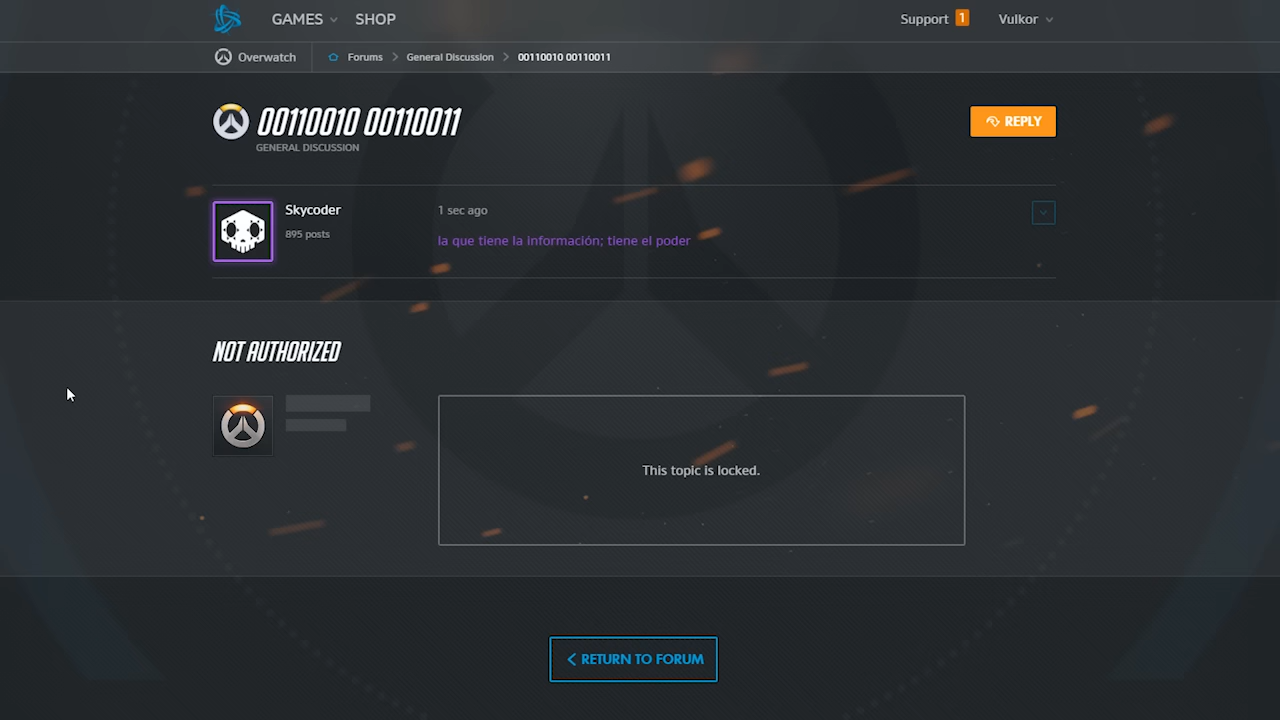 GAMES SHOP Support 1 Vulkor
Overwatch Forums General Discussion 00110010 00110011
00110010 00110011
REPLY
GENERAL DISCUSSION
Skycoder
895 posts
1 sec ago
la que tiene la información; tiene el poder
NOT AUTHORIZED
This topic is locked.
RETURN TO FORUM